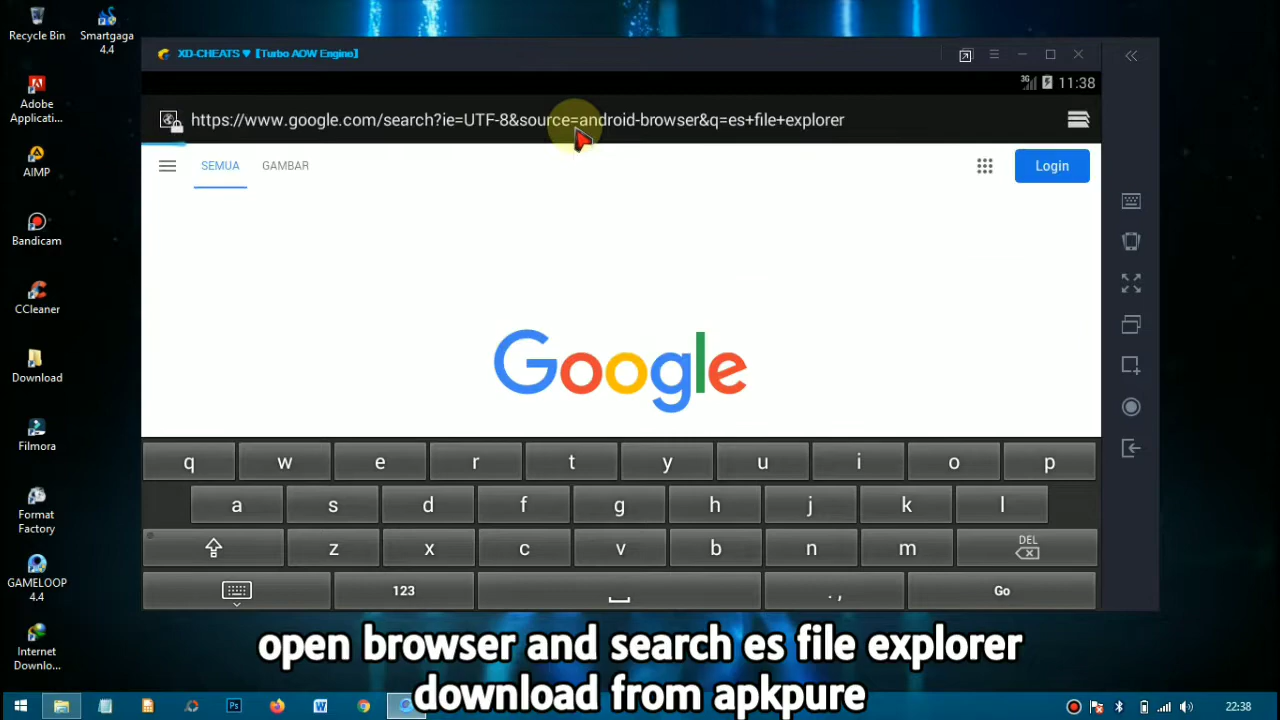 Recycle Bin
Smartgaga
4.4
Adobe
Applicati...
AIMP
Bandicam
CCleaner
Download
Filmora
Format
Factory
GAMELOOP
4.4
Internet
Downlo...
XD-CHEATS ♥ [Turbo AOW Engino]
3G 11:38
https://www.google.com/search?ie=UTF-8&source=android-browser&q=es+file+explorer
SEMUA GAMBAR Login
Google
q w e r t y u i o p
a s d f g h j k l
z x c v b n m DEL
123 . , Go
open browser and search es file explorer
download from apkpure
22:38